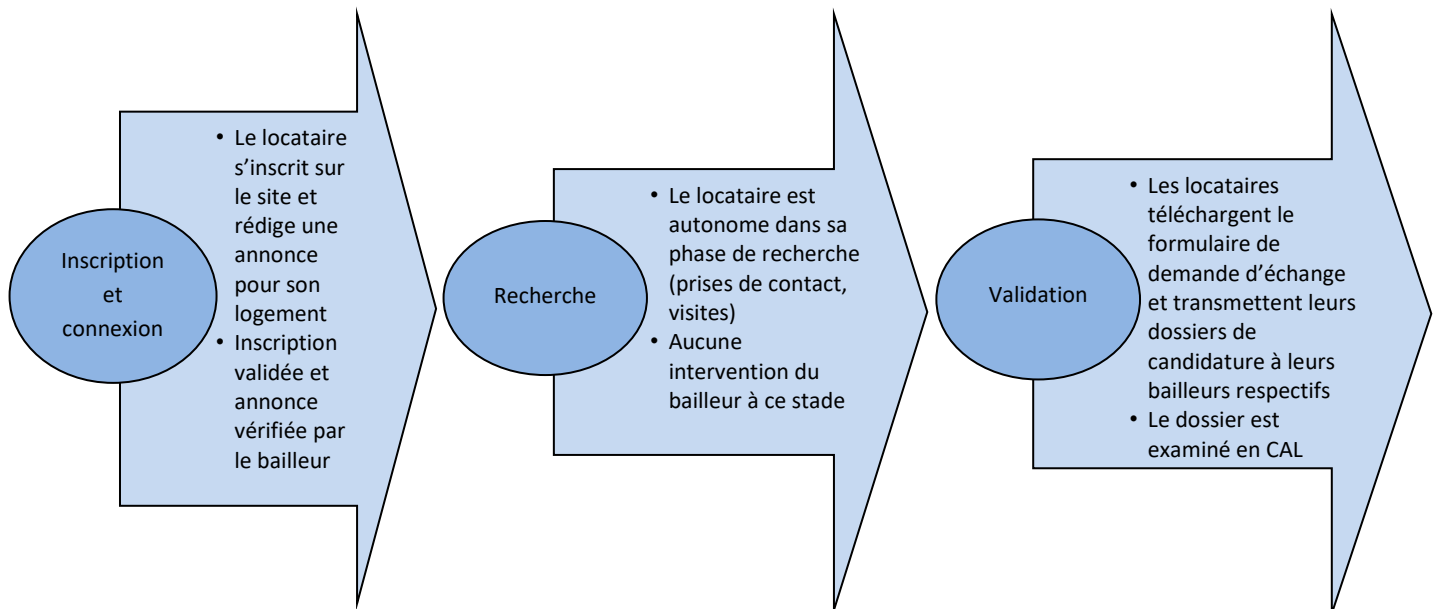 Inscription
et
connexion
• Le locataire
s’inscrit sur
le site et
rédige une
annonce
pour son
logement
• Inscription
validée et
annonce
vérifiée par
le bailleur
Recherche
• Le locataire est
autonome dans sa
phase de recherche
(prises de contact,
visites)
• Aucune
intervention du
bailleur à ce stade
Validation
• Les locataires
téléchargent le
formulaire de
demande d’échange
et transmettent leurs
dossiers de
candidature à leurs
bailleurs respectifs
• Le dossier est
examiné en CAL